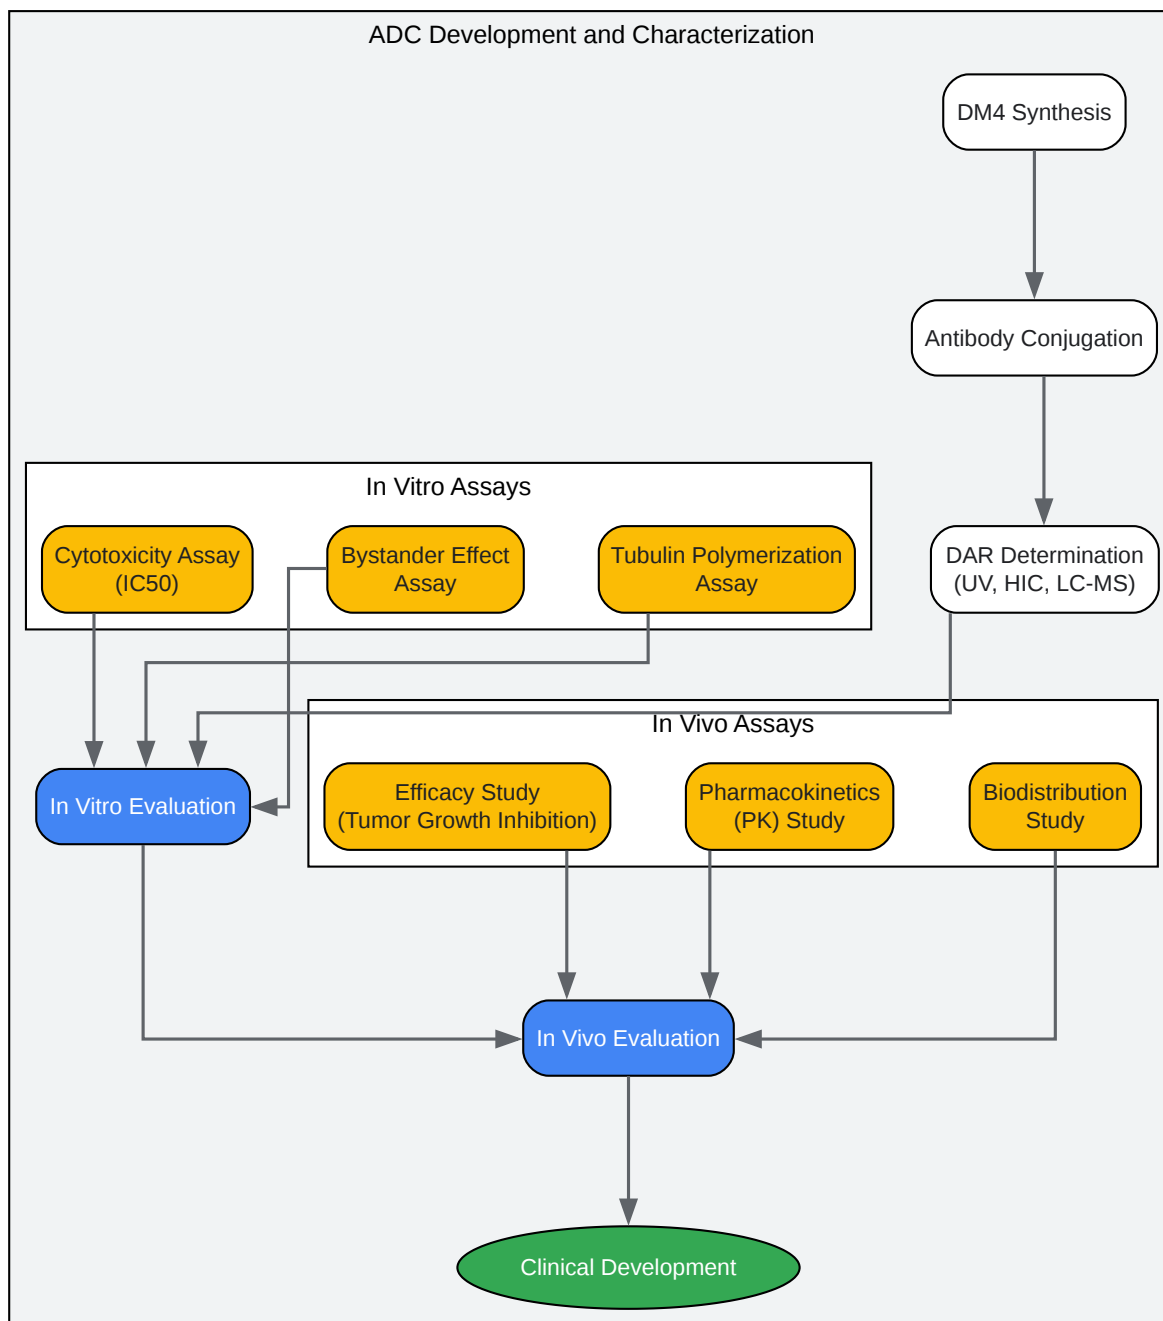 ADC Development and Characterization
DM4 Synthesis
Antibody Conjugation
In Vitro Assays
Cytotoxicity Assay
(IC50)
Bystander Effect
Assay
Tubulin Polymerization
Assay
DAR Determination
(UV, HIC, LC-MS)
In Vivo Assays
In Vitro Evaluation
Efficacy Study
(Tumor Growth Inhibition)
Pharmacokinetics
(PK) Study
Biodistribution
Study
In Vivo Evaluation
Clinical Development